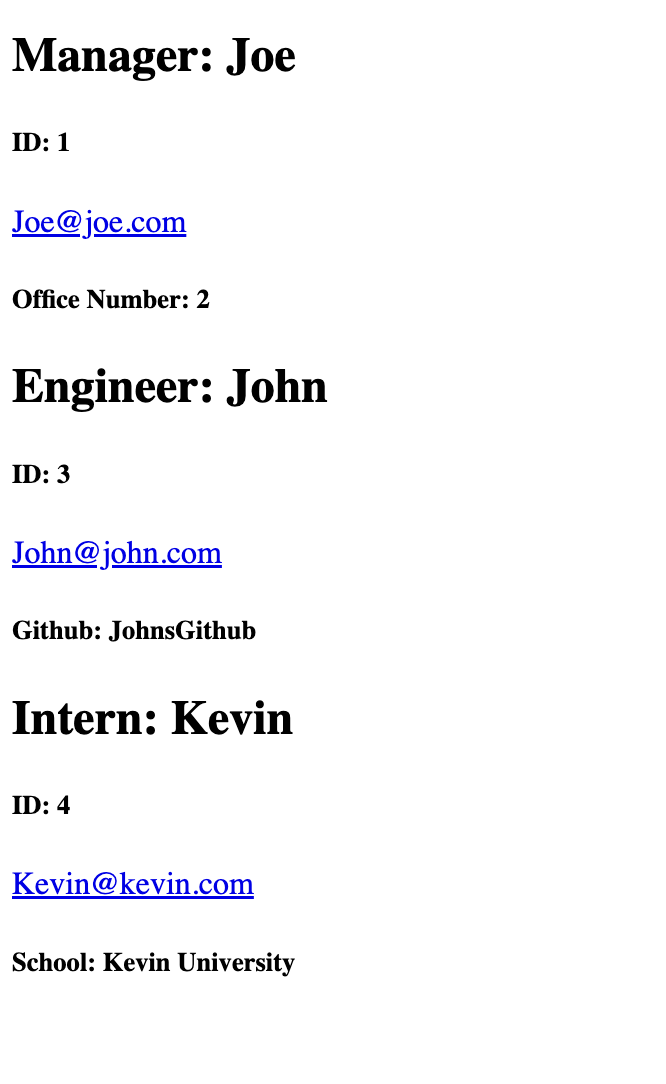 Manager: Joe
ID: 1
Joe@joe.com
Office Number: 2
Engineer: John
ID: 3
John@john.com
Github: JohnsGithub
Intern: Kevin
ID: 4
Kevin@kevin.com
School: Kevin University